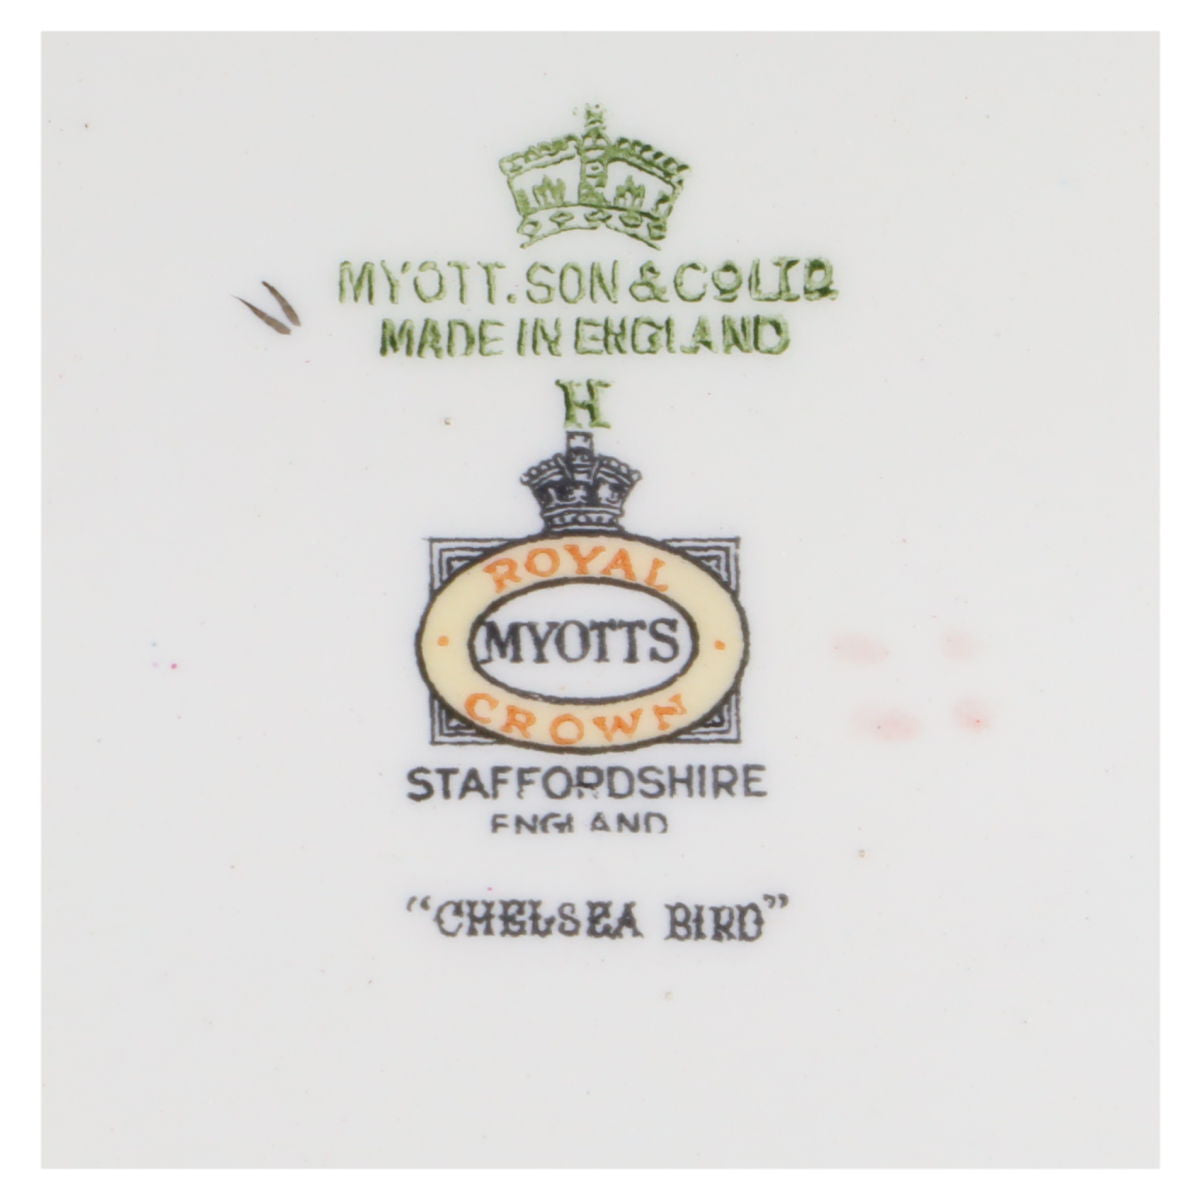 MYOTT. SON & CO LTD
MADE IN ENGLAND
H
ROYAL
MYOTTS
CROWN
STAFFORDSHIRE
ENGLAND
"CHELSEA BIRD"